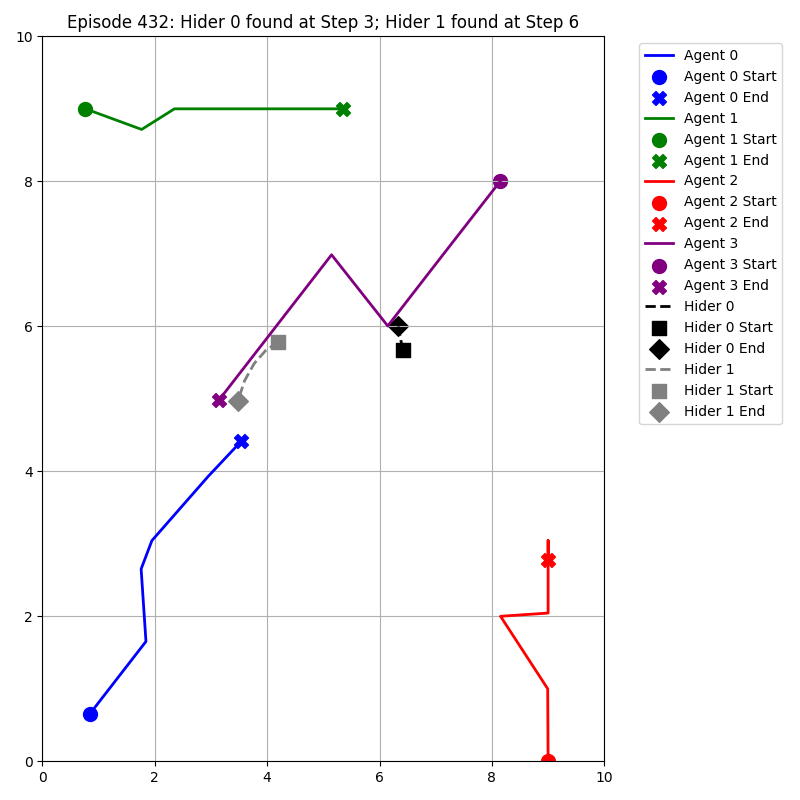 Episode 432: Hider 0 found at Step 3; Hider 1 found at Step 6
10
8
6
4
2
0
0 2 4 6 8 10
Agent 0
Agent 0 Start
Agent 0 End
Agent 1
Agent 1 Start
Agent 1 End
Agent 2
Agent 2 Start
Agent 2 End
Agent 3
Agent 3 Start
Agent 3 End
Hider 0
Hider 0 Start
Hider 0 End
Hider 1
Hider 1 Start
Hider 1 End